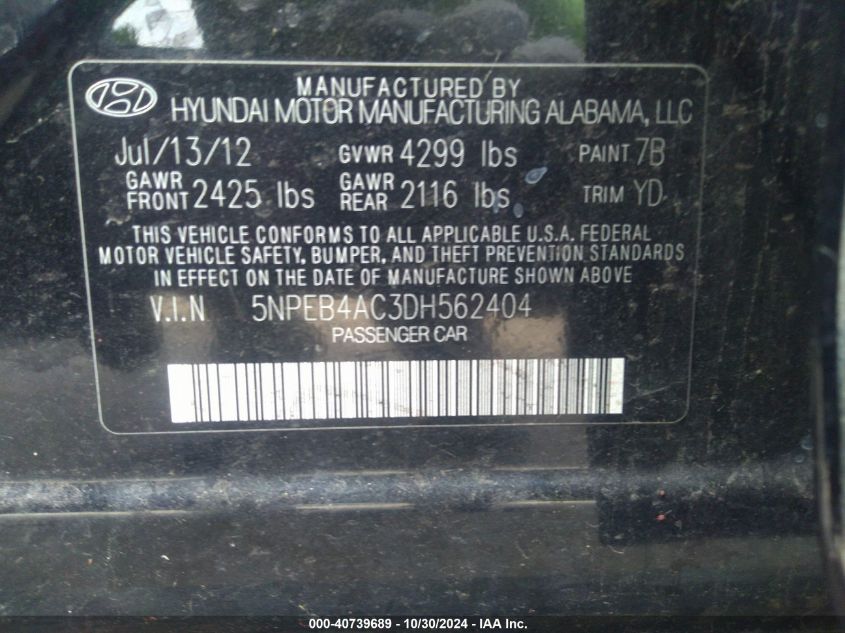 MANUFACTURED BY
HYUNDAI MOTOR MANUFACTURING ALABAMA, LLC
Jul/13/12 GVWR 4299 lbs PAINT 7B
GAWR FRONT 2425 lbs GAWR REAR 2116 lbs TRIM YD
THIS VEHICLE CONFORMS TO ALL APPLICABLE U.S.A. FEDERAL
MOTOR VEHICLE SAFETY, BUMPER, AND THEFT PREVENTION STANDARDS
IN EFFECT ON THE DATE OF MANUFACTURE SHOWN ABOVE
V.I.N 5NPEB4AC3DH562404
PASSENGER CAR
000-40739689 - 10/30/2024 - IAA Inc.